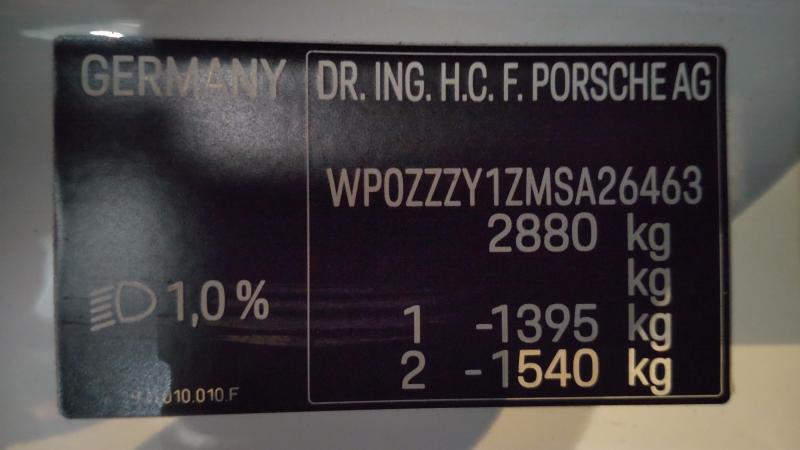 GERMANY
DR. ING. H.C. F. PORSCHE AG
WP0ZZZY1ZMSA26463
2880 kg
kg
1 -1395 kg
2 -1540 kg
1,0 %